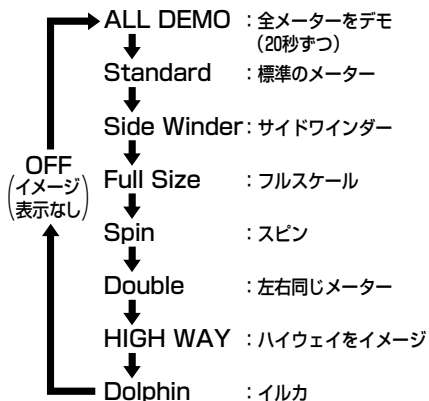 ALL DEMO：全メーターをデモ
（20秒ずつ）
Standard：標準のメーター
Side Winder：サイドワインダー
OFF
（イメージ
表示なし）
Full Size：フルスケール
Spin：スピン
Double：左右同じメーター
HIGH WAY：ハイウェイをイメージ
Dolphin：イルカ